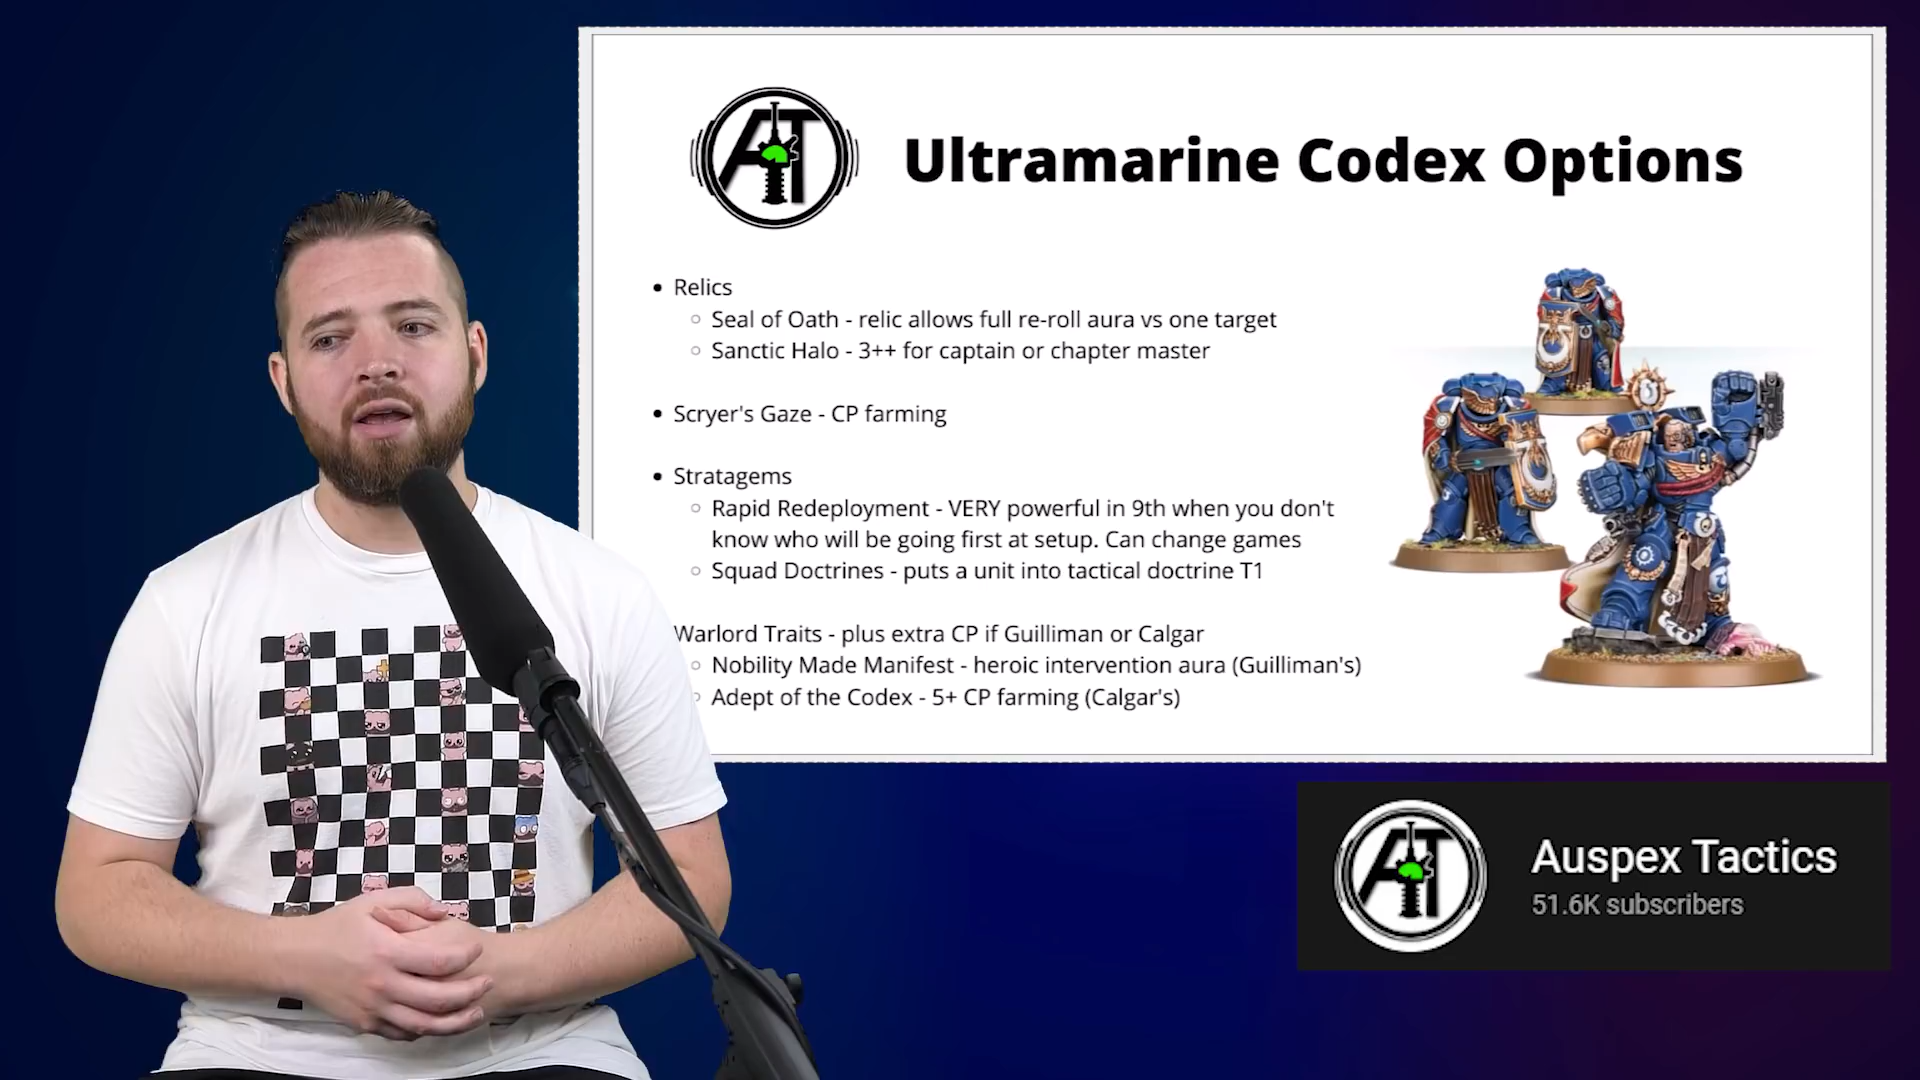 AT
Ultramarine Codex Options
• Relics
○ Seal of Oath - relic allows full re-roll aura vs one target
○ Sanctic Halo - 3++ for captain or chapter master
• Scryer's Gaze - CP farming
• Stratagems
○ Rapid Redeployment - VERY powerful in 9th when you don't
know who will be going first at setup. Can change games
○ Squad Doctrines - puts a unit into tactical doctrine T1
Warlord Traits - plus extra CP if Guilliman or Calgar
○ Nobility Made Manifest - heroic intervention aura (Guilliman's)
○ Adept of the Codex - 5+ CP farming (Calgar's)
AT
Auspex Tactics
51.6K subscribers